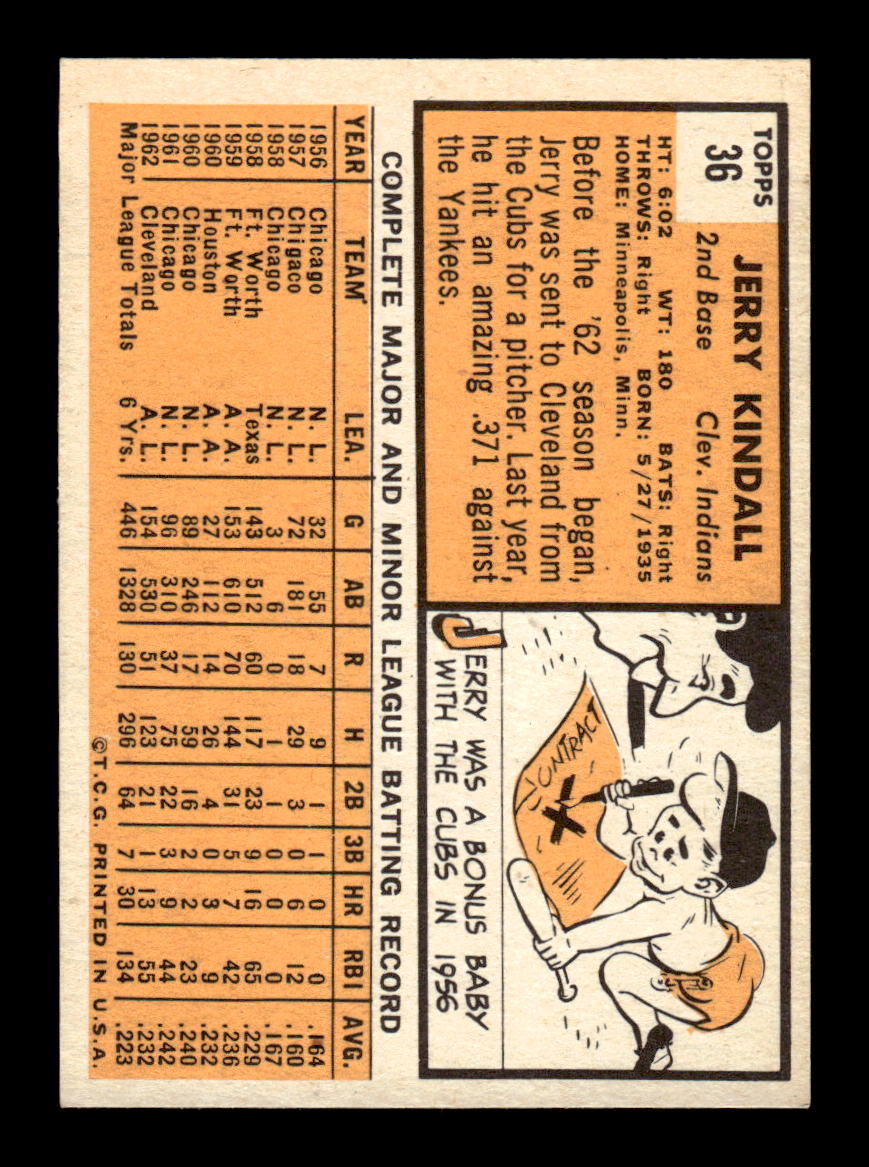 TOPPS
36
JERRY KINDALL
2nd Base Clev. Indians
HT: 6:02 WT: 180 BATS: Right
THROWS: Right BORN: 5/27/1935
HOME: Minneapolis, Minn.
Before the '62 season began,
Jerry was sent to Cleveland from
the Cubs for a pitcher. Last year,
he hit an amazing .371 against
the Yankees.
CONTRACT
X
JERRY WAS A BONUS BABY
WITH THE CUBS IN 1956
COMPLETE MAJOR AND MINOR LEAGUE BATTING RECORD
YEAR TEAM LEA. G AB R H 2B 3B HR RBI AVG.
1956 Chicago N. L. 32 55 7 9 1 1 0 0 .164
1957 Chigaco N. L. 72 181 18 29 3 0 6 12 .160
1958 Chicago N. L. 3 6 0 1 1 0 0 0 .167
1958 Ft. Worth Texas 143 512 60 117 23 9 16 65 .229
1959 Ft. Worth A. A. 153 610 70 144 31 5 7 42 .236
1960 Houston A. A. 27 112 14 26 4 0 3 9 .232
1960 Chicago N. L. 89 246 17 59 16 2 2 23 .240
1961 Chicago N. L. 96 310 37 75 22 3 9 44 .242
1962 Cleveland A. L. 154 530 51 123 21 1 13 55 .232
Major League Totals 6 Yrs. 446 1328 130 296 64 7 30 134 .223
©T.C.G. PRINTED IN U.S.A.